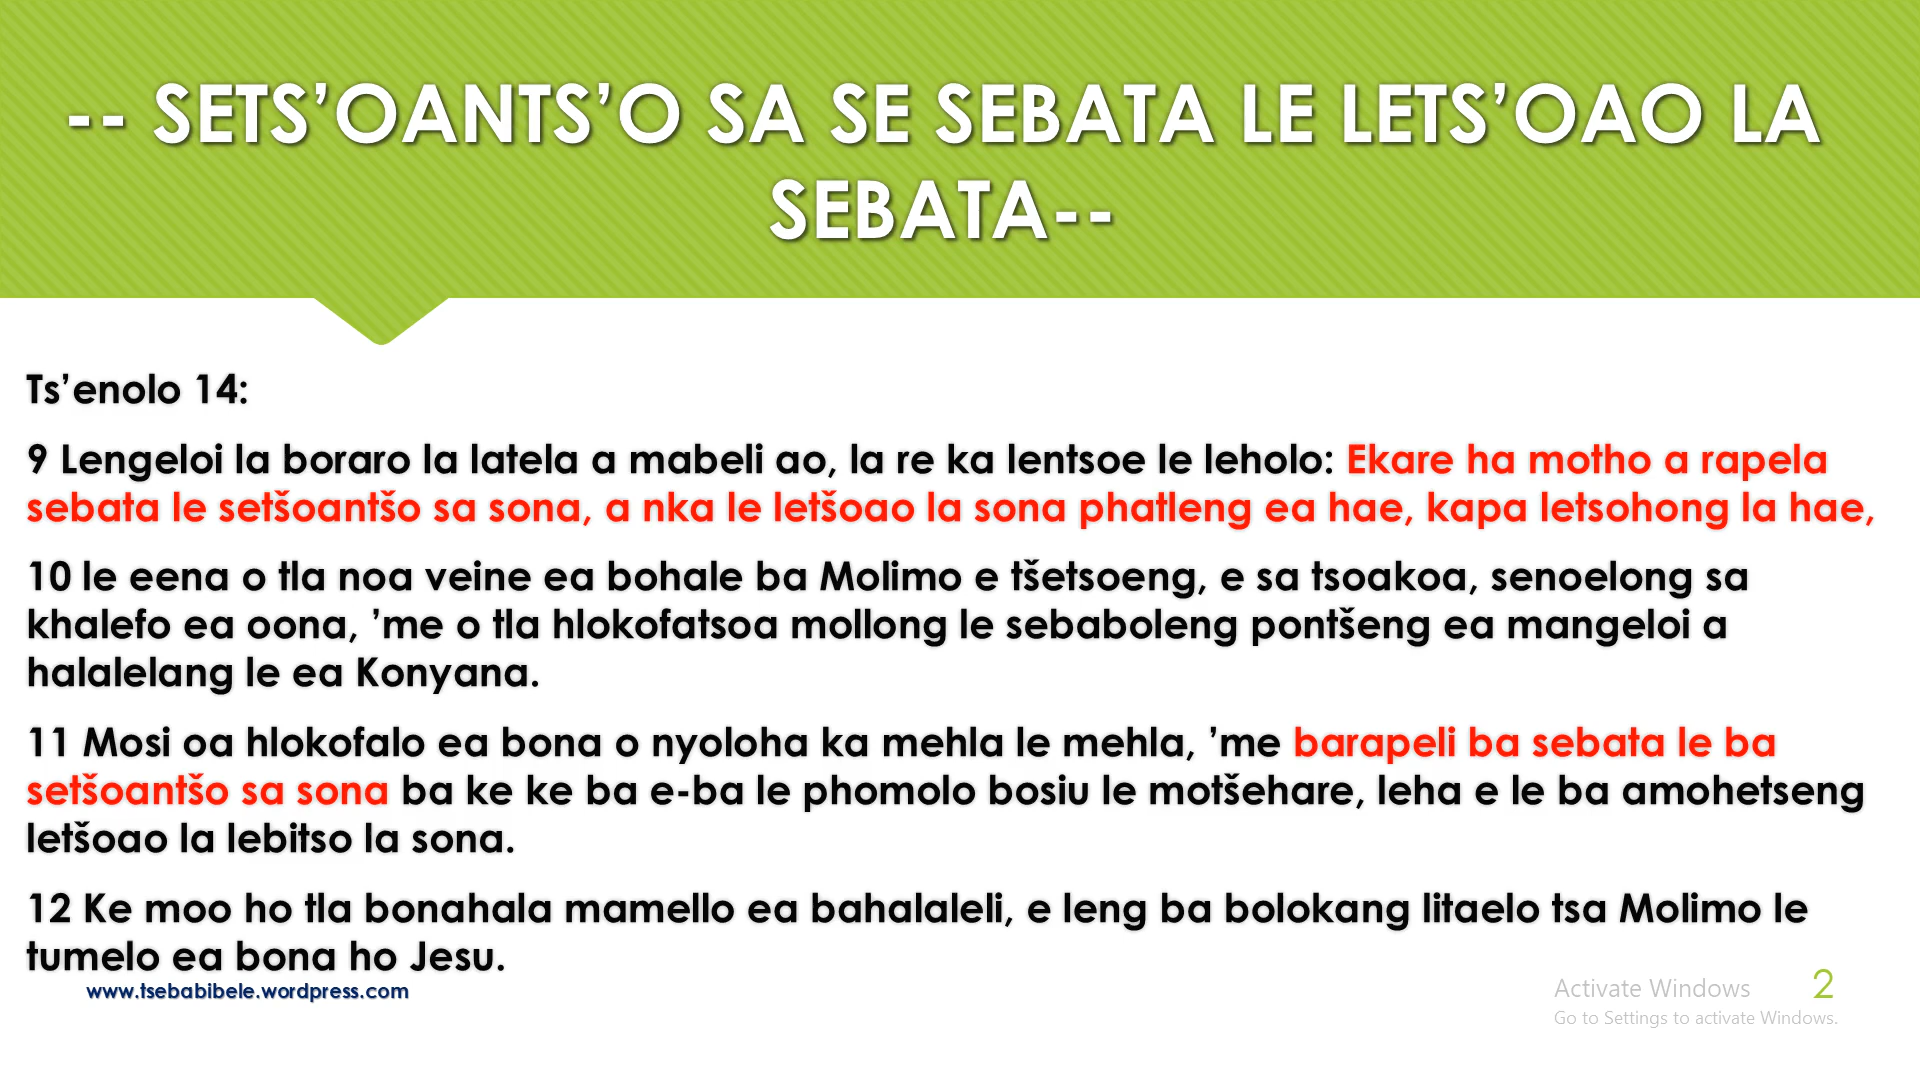 -- SETS’OANTS’O SA SE SEBATA LE LETS’OAO LA
SEBATA--
Ts’enolo 14:
9 Lengeloi la boraro la latela a mabeli ao, la re ka lentsoe le leholo: Ekare ha motho a rapela
sebata le setšoantšo sa sona, a nka le letšoao la sona phatleng ea hae, kapa letsohong la hae,
10 le eena o tla noa veine ea bohale ba Molimo e tšetsoeng, e sa tsoakoa, senoelong sa
khalefo ea oona, ’me o tla hlokofatsoa mollong le sebaboleng pontšeng ea mangeloi a
halalelang le ea Konyana.
11 Mosi oa hlokofalo ea bona o nyoloha ka mehla le mehla, ’me barapeli ba sebata le ba
setšoantšo sa sona ba ke ke ba e-ba le phomolo bosiu le motšehare, leha e le ba amohetseng
letšoao la lebitso la sona.
12 Ke moo ho tla bonahala mamello ea bahalaleli, e leng ba bolokang litaelo tsa Molimo le
tumelo ea bona ho Jesu.
www.tsebabibele.wordpress.com
Activate Windows
2
Go to Settings to activate Windows.